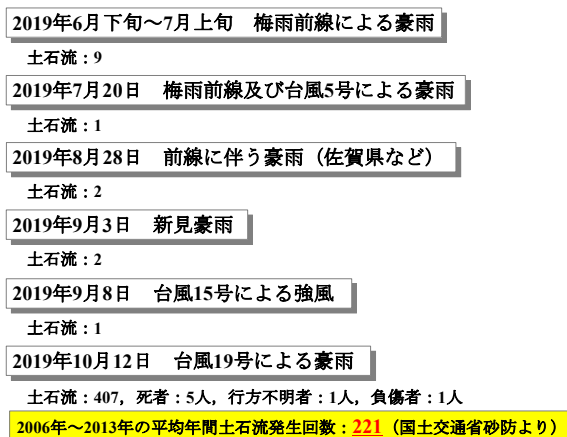 2019年6月下旬～7月上旬　梅雨前線による豪雨
土石流：9
2019年7月20日　梅雨前線及び台風5号による豪雨
土石流：1
2019年8月28日　前線に伴う豪雨（佐賀県など）
土石流：2
2019年9月3日　新見豪雨
土石流：2
2019年9月8日　台風15号による強風
土石流：1
2019年10月12日　台風19号による豪雨
土石流：407，死者：5人，行方不明者：1人，負傷者：1人
2006年～2013年の平均年間土石流発生回数：221（国土交通省砂防より）